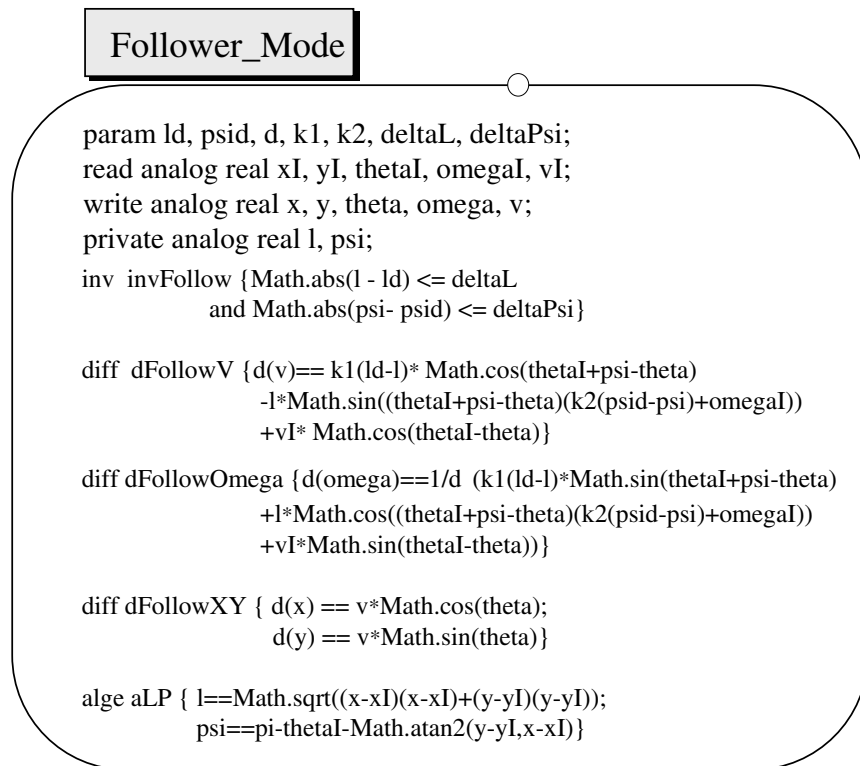 Follower_Mode
param ld, psid, d, k1, k2, deltaL, deltaPsi;
read analog real xI, yI, thetaI, omegaI, vI;
write analog real x, y, theta, omega, v;
private analog real l, psi;
inv invFollow {Math.abs(l - ld) <= deltaL
and Math.abs(psi- psid) <= deltaPsi}
diff dFollowV {d(v)== k1(ld-l)* Math.cos(thetaI+psi-theta)
-l*Math.sin((thetaI+psi-theta)(k2(psid-psi)+omegaI))
+vI* Math.cos(thetaI-theta)}
diff dFollowOmega {d(omega)==1/d (k1(ld-l)*Math.sin(thetaI+psi-theta)
+l*Math.cos((thetaI+psi-theta)(k2(psid-psi)+omegaI))
+vI*Math.sin(thetaI-theta))}
diff dFollowXY { d(x) == v*Math.cos(theta);
d(y) == v*Math.sin(theta)}
alge aLP { l==Math.sqrt((x-xI)(x-xI)+(y-yI)(y-yI));
psi==pi-thetaI-Math.atan2(y-yI,x-xI)}